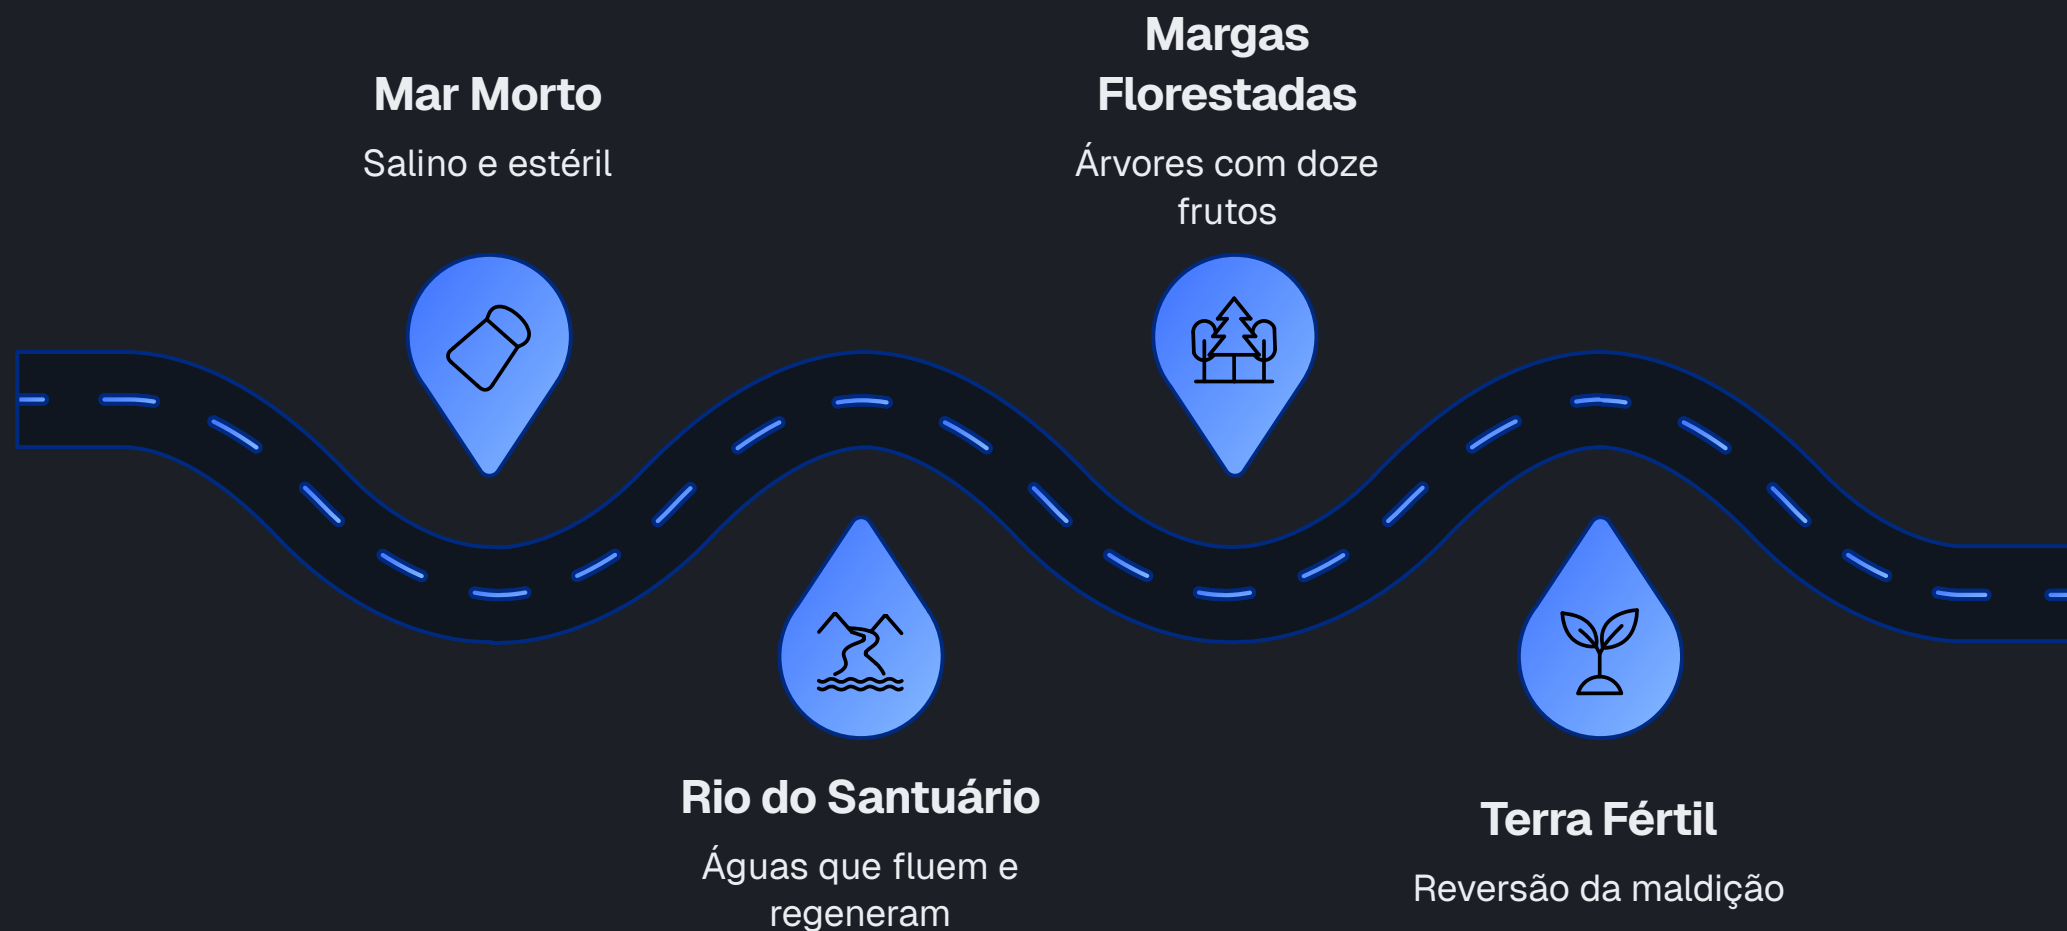 Mar Morto
Salino e estéril
Rio do Santuário
Águas que fluem e
regeneram
Margas
Florestadas
Árvores com doze
frutos
Terra Fértil
Reversão da maldição